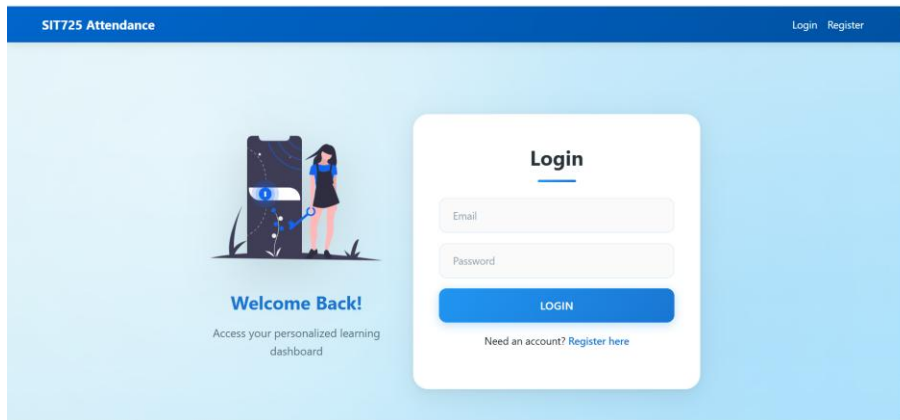 SIT725 Attendance
Login Register
Login
Email
Password
Welcome Back!
LOGIN
Access your personalized learning
dashboard
Need an account? Register here